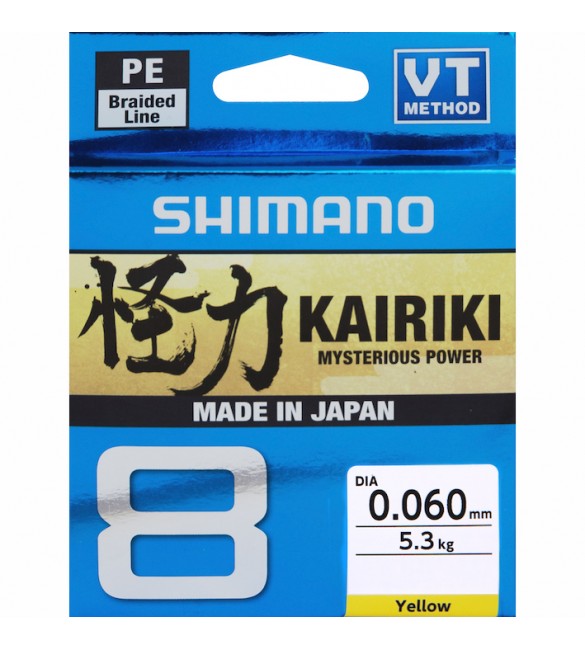 PE
Braided
Line
VT
METHOD
SHIMANO
怪力
KAIRIKI
MYSTERIOUS POWER
MADE IN JAPAN
8
DIA
0.060mm
5.3kg
Yellow